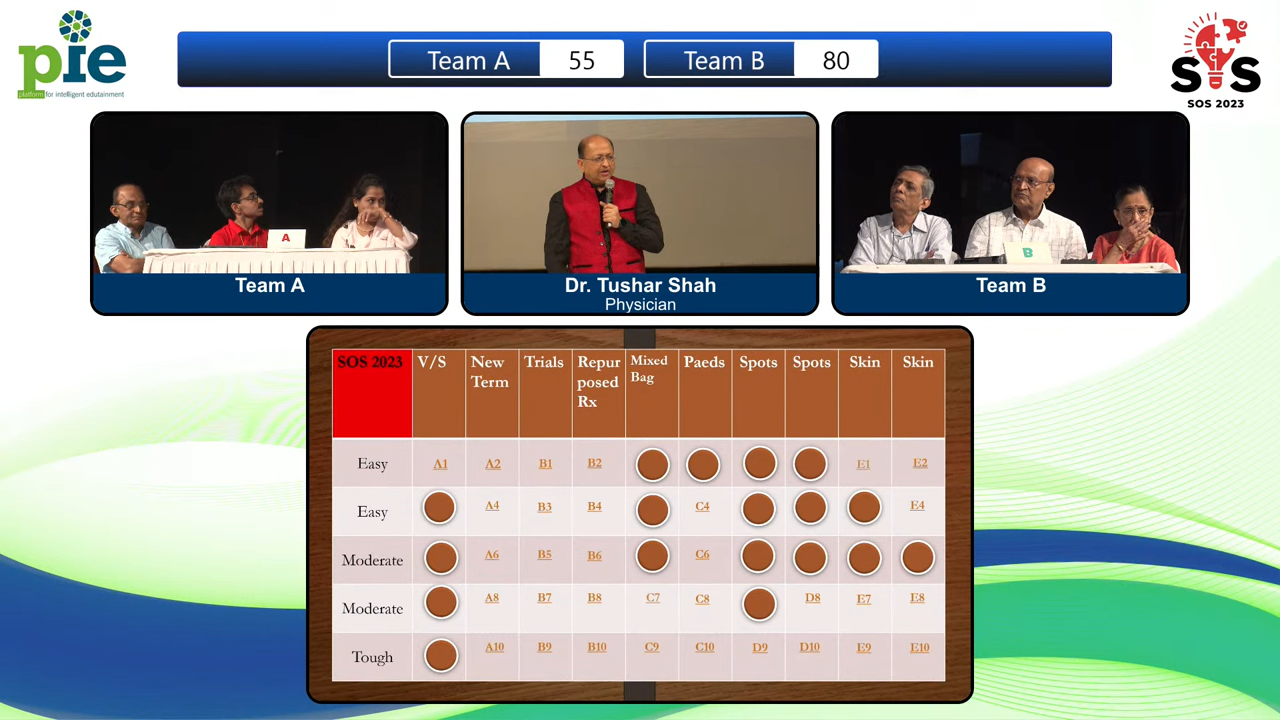 pie
platform for intelligent edutainment
Team A 55 Team B 80
SOS
SOS 2023
A
B
Team A
Dr. Tushar Shah
Physician
Team B
SOS 2023 V/S New Term Trials Repur posed Rx Mixed Bag Paeds Spots Spots Skin Skin
Easy A1 A2 B1 B2 E1 E2
Easy A4 B3 B4 C4 E4
Moderate A6 B5 B6 C6
Moderate A8 B7 B8 C7 C8 D8 E7 E8
Tough A10 B9 B10 C9 C10 D9 D10 E9 E10